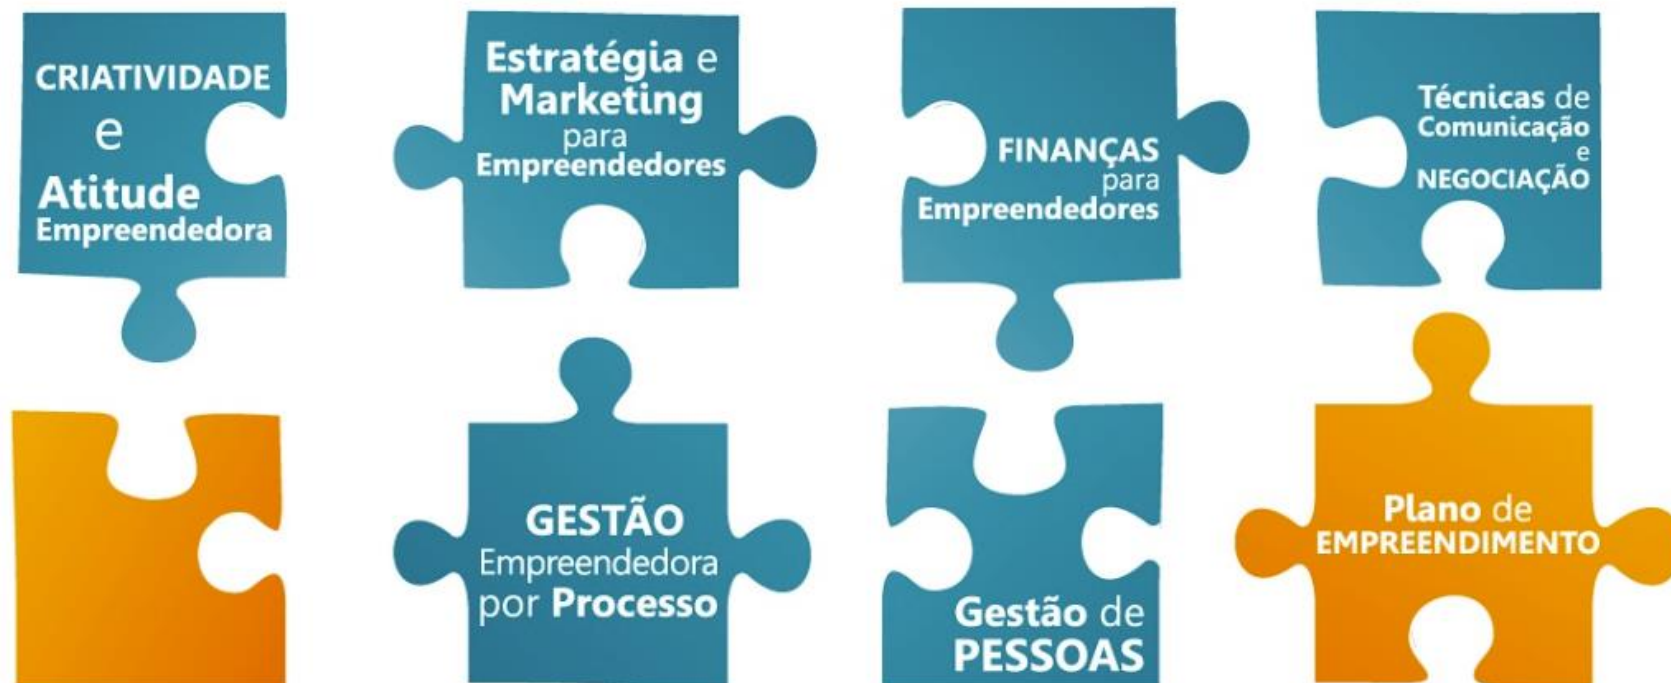 CRIATIVIDADE
e
Atitude
Empreendedora
Estratégia e
Marketing
para
Empreendedores
FINANÇAS
para
Empreendedores
Técnicas de
Comunicação
e
NEGOCIAÇÃO
GESTÃO
Empreendedora
por Processo
Gestão de
PESSOAS
Plano de
EMPREENDIMENTO